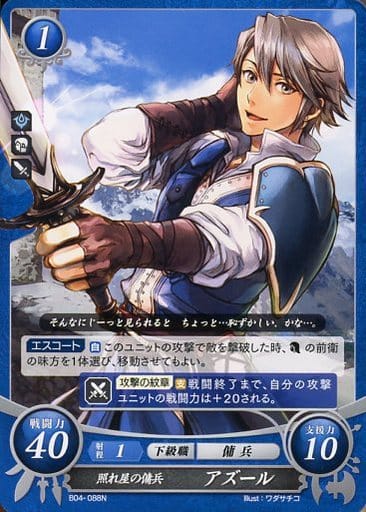 1
そんなにじーっと見られると ちょっと…恥ずかしい、かな…。
エスコート 自 このユニットの攻撃で敵を撃破した時、の前衛
の味方を1体選び、移動させてもよい。
攻撃の紋章 支 戦闘終了まで、自分の攻撃
ユニットの戦闘力は+20される。
戦闘力
40
射程 1 下級職 傭兵
支援力
10
照れ屋の傭兵 アズール
B04-088N
Illust:ワダサチコ